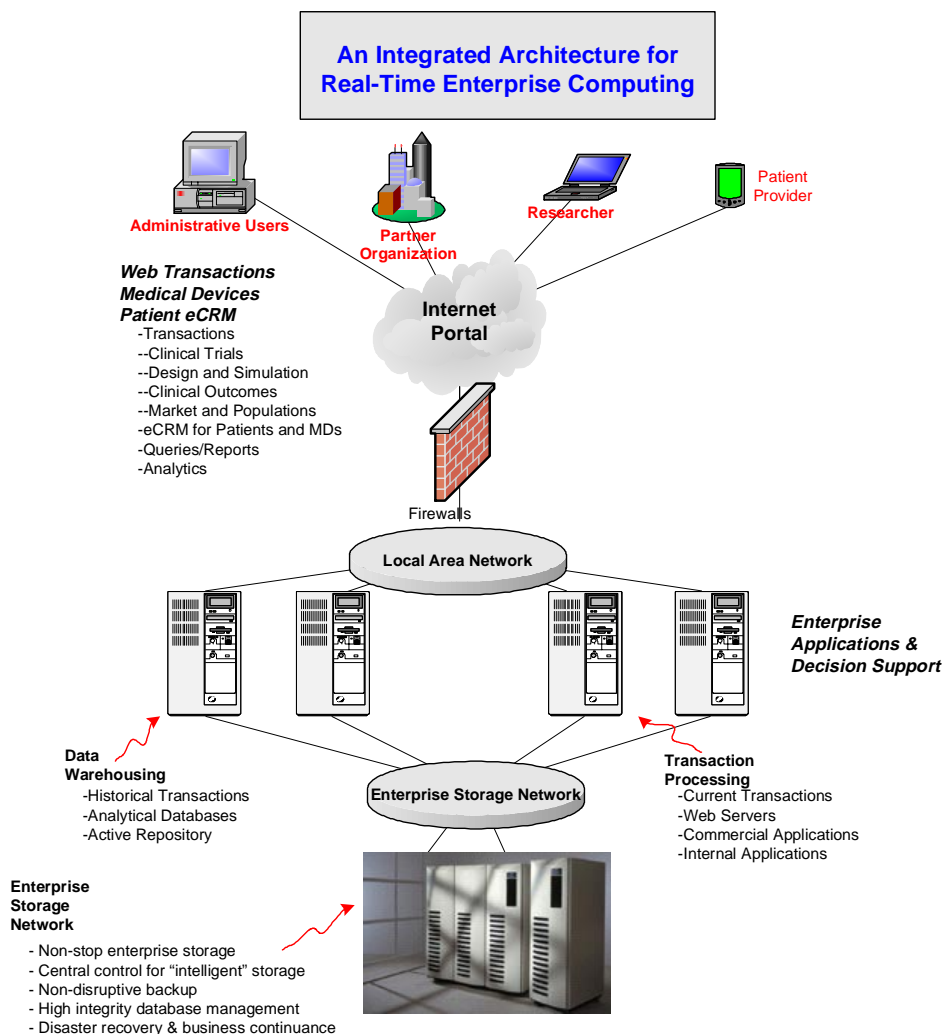 An Integrated Architecture for
Real-Time Enterprise Computing
Administrative Users
Partner
Organization
Researcher
Patient
Provider
Web Transactions
Medical Devices
Patient eCRM
-Transactions
--Clinical Trials
--Design and Simulation
--Clinical Outcomes
--Market and Populations
-eCRM for Patients and MDs
-Queries/Reports
-Analytics
Internet
Portal
Firewalls
Local Area Network
Enterprise
Applications &
Decision Support
Data
Warehousing
-Historical Transactions
-Analytical Databases
-Active Repository
Enterprise Storage Network
Transaction
Processing
-Current Transactions
-Web Servers
-Commercial Applications
-Internal Applications
Enterprise
Storage
Network
- Non-stop enterprise storage
- Central control for “intelligent” storage
- Non-disruptive backup
- High integrity database management
- Disaster recovery & business continuance